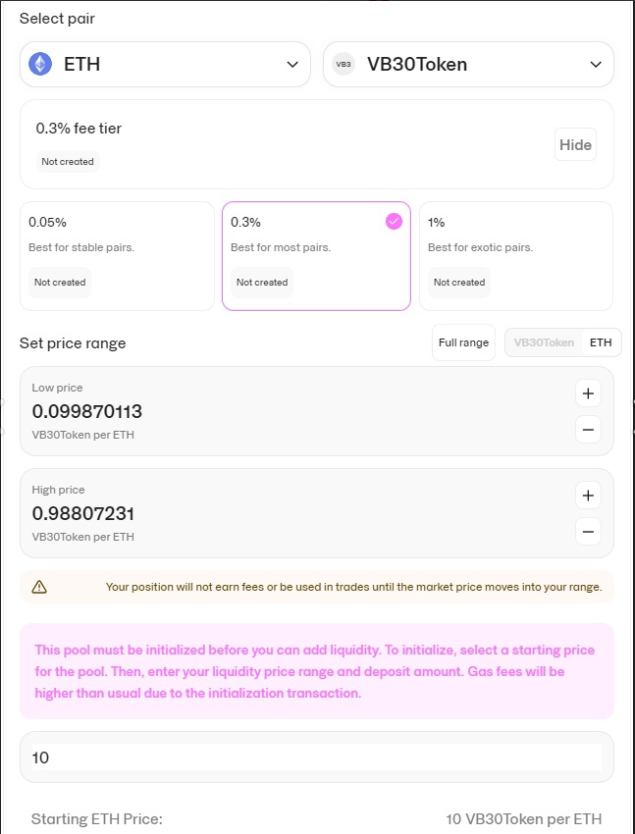 Select pair
ETH
VB3 VB30Token
0.3% fee tier
Not created
Hide
0.05%
Best for stable pairs.
Not created
0.3%
Best for most pairs.
Not created
1%
Best for exotic pairs.
Not created
Set price range
Full range
VB30Token ETH
Low price
0.099870113
VB30Token per ETH
+
−
High price
0.98807231
VB30Token per ETH
+
−
Your position will not earn fees or be used in trades until the market price moves into your range.
This pool must be initialized before you can add liquidity. To initialize, select a starting price
for the pool. Then, enter your liquidity price range and deposit amount. Gas fees will be
higher than usual due to the initialization transaction.
10
Starting ETH Price: 10 VB30Token per ETH